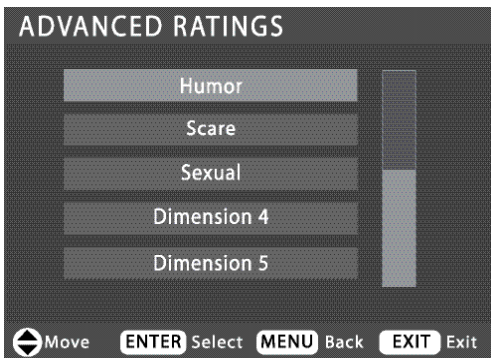 ADVANCED RATINGS
Humor
Scare
Sexual
Dimension 4
Dimension 5
Move ENTER Select MENU Back EXIT Exit